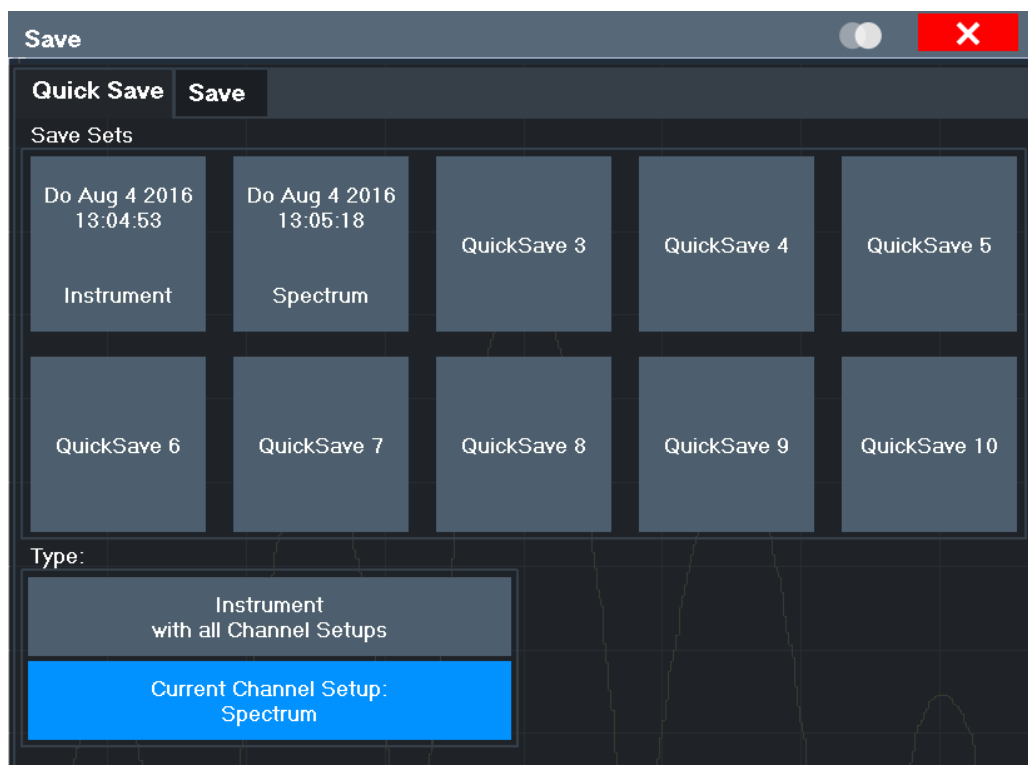 Save
Quick Save Save
Save Sets
Do Aug 4 2016
13:04:53
Instrument
Do Aug 4 2016
13:05:18
Spectrum
QuickSave 3
QuickSave 4
QuickSave 5
QuickSave 6
QuickSave 7
QuickSave 8
QuickSave 9
QuickSave 10
Type:
Instrument
with all Channel Setups
Current Channel Setup:
Spectrum